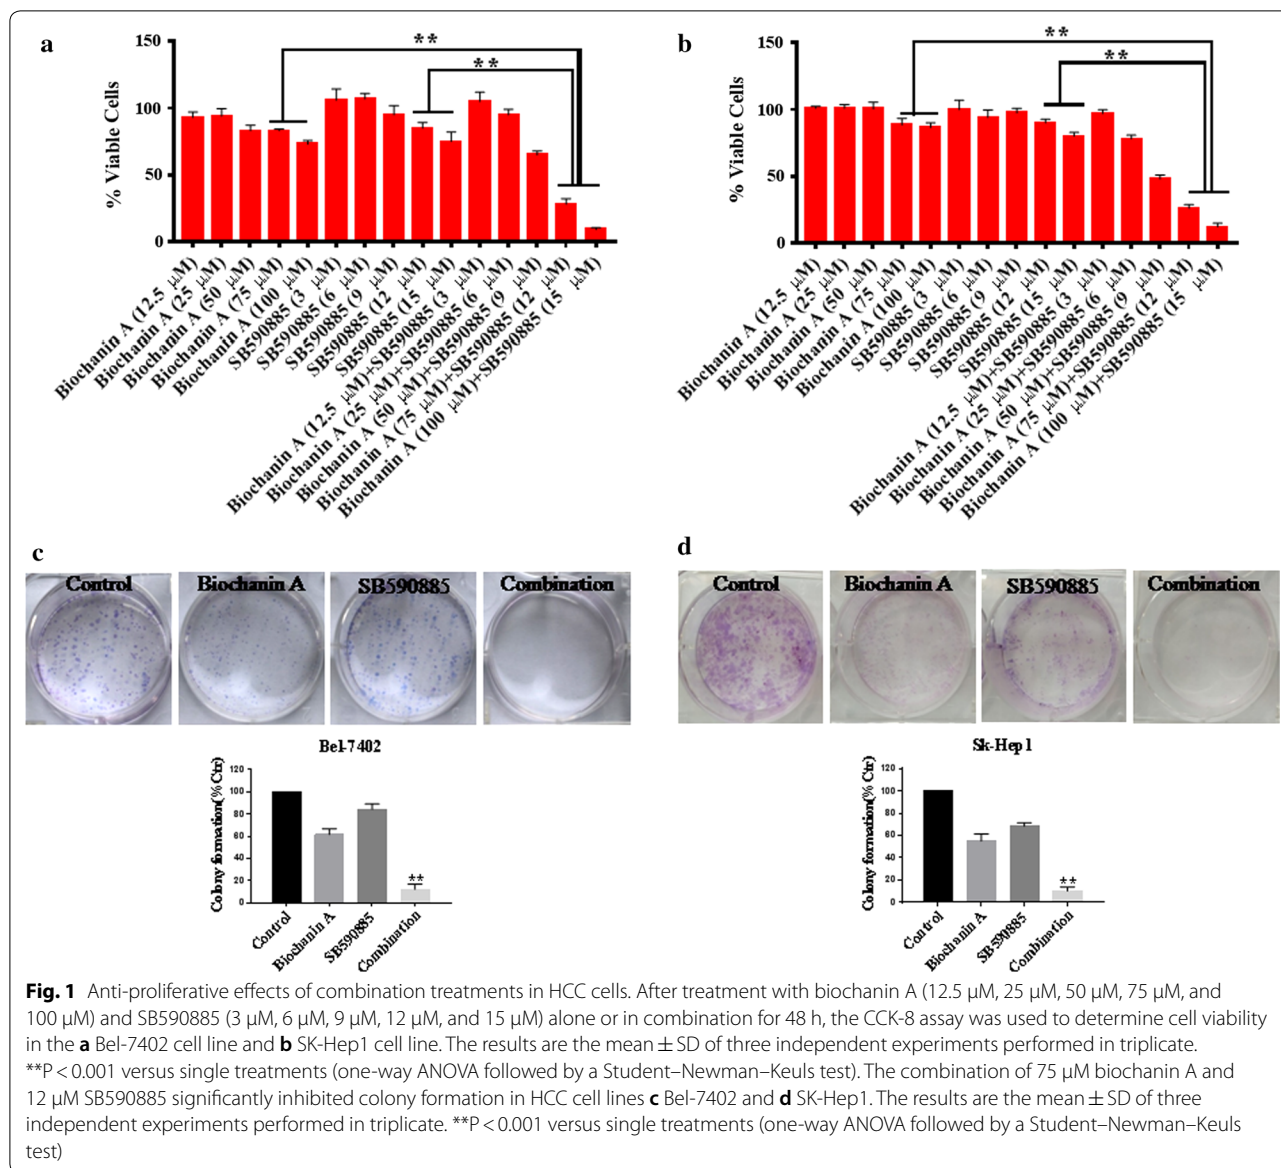 a
150
100
50
0
% Viable Cells
**
**
Biochanin A (12.5 μM)
Biochanin A (25 μM)
Biochanin A (50 μM)
Biochanin A (75 μM)
Biochanin A (100 μM)
SB590885 (3 μM)
SB590885 (6 μM)
SB590885 (9 μM)
SB590885 (12 μM)
SB590885 (15 μM)
Biochanin A (12.5 μM)+SB590885 (3 μM)
Biochanin A (25 μM)+SB590885 (6 μM)
Biochanin A (50 μM)+SB590885 (9 μM)
Biochanin A (75 μM)+SB590885 (12 μM)
Biochanin A (100 μM)+SB590885 (15 μM)
b
150
100
50
0
% Viable Cells
**
**
Biochanin A (12.5 μM)
Biochanin A (25 μM)
Biochanin A (50 μM)
Biochanin A (75 μM)
Biochanin A (100 μM)
SB590885 (3 μM)
SB590885 (6 μM)
SB590885 (9 μM)
SB590885 (12 μM)
SB590885 (15 μM)
Biochanin A (12.5 μM)+SB590885 (3 μM)
Biochanin A (25 μM)+SB590885 (6 μM)
Biochanin A (50 μM)+SB590885 (9 μM)
Biochanin A (75 μM)+SB590885 (12 μM)
Biochanin A (100 μM)+SB590885 (15 μM)
c
Control
Biochanin A
SB590885
Combination
Bel-7402
Colony formation(% Ctr)
120
100
80
60
40
20
0
**
Control
Biochanin A
SB590885
Combination
d
Control
Biochanin A
SB590885
Combination
Sk-Hep1
Colony formation(% Ctr)
120
100
80
60
40
20
0
**
Control
Biochanin A
SB590885
Combination
Fig. 1 Anti-proliferative effects of combination treatments in HCC cells. After treatment with biochanin A (12.5 μM, 25 μM, 50 μM, 75 μM, and
100 μM) and SB590885 (3 μM, 6 μM, 9 μM, 12 μM, and 15 μM) alone or in combination for 48 h, the CCK-8 assay was used to determine cell viability
in the a Bel-7402 cell line and b SK-Hep1 cell line. The results are the mean ± SD of three independent experiments performed in triplicate.
**P < 0.001 versus single treatments (one-way ANOVA followed by a Student–Newman–Keuls test). The combination of 75 μM biochanin A and
12 μM SB590885 significantly inhibited colony formation in HCC cell lines c Bel-7402 and d SK-Hep1. The results are the mean ± SD of three
independent experiments performed in triplicate. **P < 0.001 versus single treatments (one-way ANOVA followed by a Student–Newman–Keuls
test)